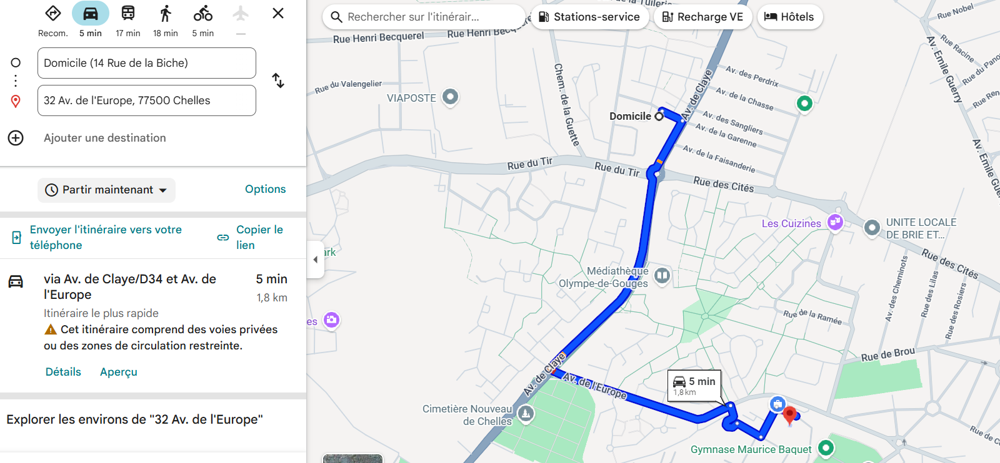 Recom.
5 min
17 min
18 min
5 min
—
Domicile (14 Rue de la Biche)
32 Av. de l'Europe, 77500 Chelles
Ajouter une destination
Partir maintenant
Options
Envoyer l'itinéraire vers votre
téléphone
Copier le
lien
via Av. de Claye/D34 et Av. de
l'Europe
5 min
1,8 km
Itinéraire le plus rapide
Cet itinéraire comprend des voies privées
ou des zones de circulation restreinte.
Détails
Aperçu
Explorer les environs de "32 Av. de l'Europe"
Rechercher sur l'itinérair...
Stations-service
Recharge VE
Hôtels
la Tuilerie
Rue Nobel
Rue Henri Becquerel
Rue Henri Becquerel
Av. Emile Guerry
Rue Racine
Rue du Pano
Rue Ren
Rue du Valengelier
VIAPOSTE
Chem. de la Guette
Av. de Claye
Av. des Perdrix
Av. de la Chasse
Domicile
Av. des Sangliers
Av. de la Garenne
Av. de la Faisanderie
Av. Emile Gue
Rue du Tir
Rue du Tir
Rue des Cités
Les Cuizines
UNITE LOCALE
DE BRIE ET...
ark
Rue des Cités
Médiathèque
Olympe-de-Gouges
Av. des Cheminots
Rue des Lilas
Rue des Rosiers
es
Rue de la Ramée
Rue de Brou
Av. de Claye
Av. de l'Europe
5 min
1,8 km
Cimetière Nouveau
de Chelles
Rue de C
Gymnase Maurice Baquet